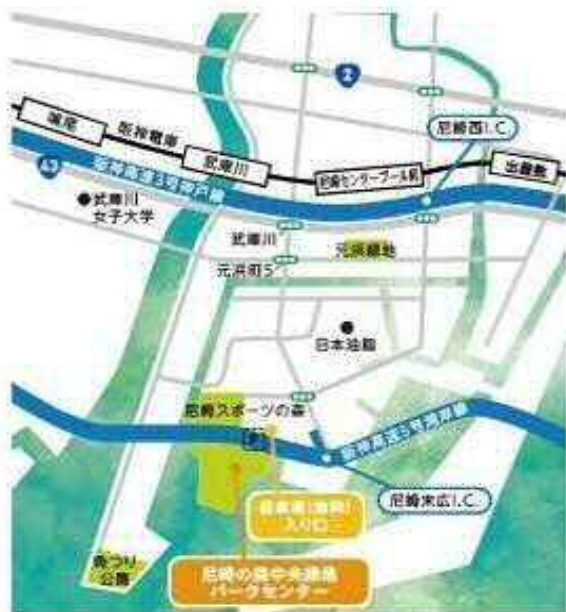 2
尼崎西I.C
鳴尾
阪神電車
武庫川
尼崎センタープール前
出屋敷
43
阪神高速3号神戸線
武庫川
女子大学
武庫川
元浜町5
元浜緑地
日本油脂
尼崎スポーツの森
P
阪神高速5号湾岸線
尼崎末広I.C.
入り口
魚つり
公園
尼崎の森中央緑地
パークセンター